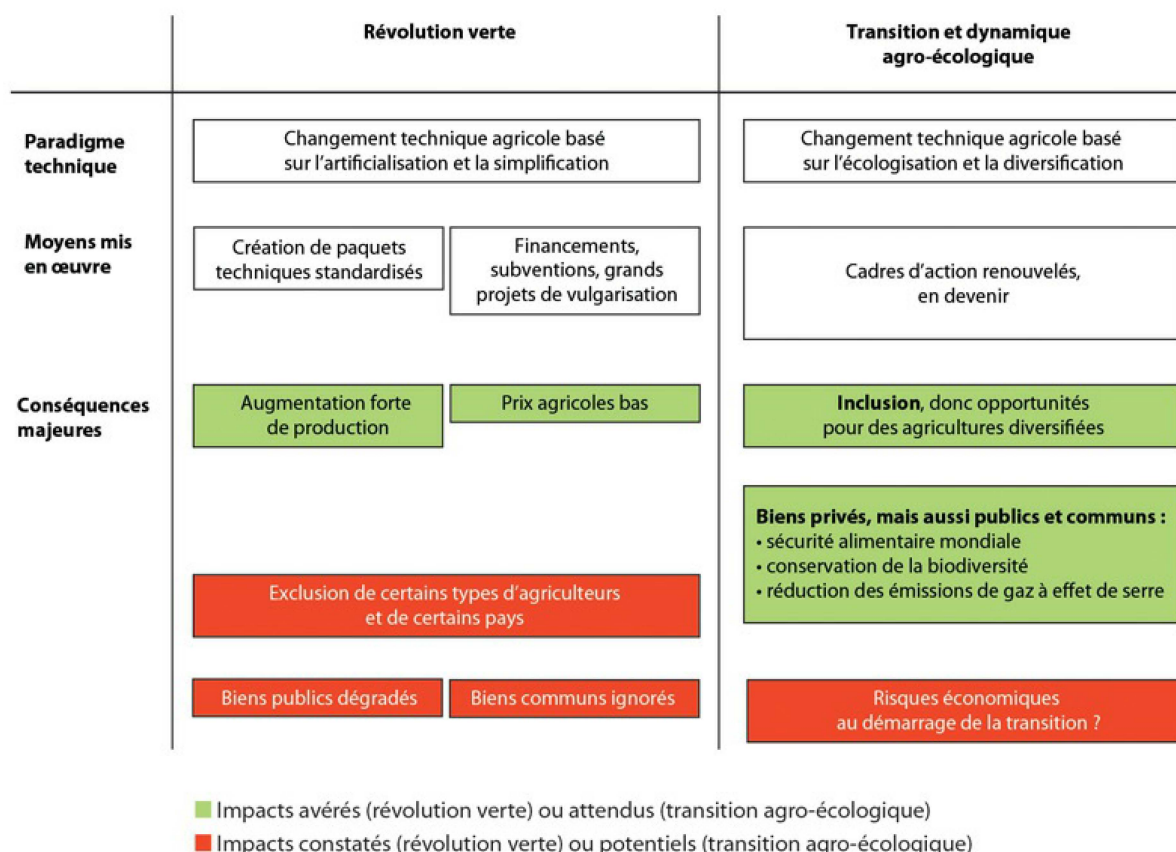 Révolution verte
Transition et dynamique
agro-écologique
Paradigme
technique
Changement technique agricole basé
sur l'artificialisation et la simplification
Changement technique agricole basé
sur l'écologisation et la diversification
Moyens mis
en œuvre
Création de paquets
techniques standardisés
Financements,
subventions, grands
projets de vulgarisation
Cadres d'action renouvelés,
en devenir
Conséquences
majeures
Augmentation forte
de production
Prix agricoles bas
Inclusion, donc opportunités
pour des agricultures diversifiées
Biens privés, mais aussi publics et communs :
• sécurité alimentaire mondiale
• conservation de la biodiversité
• réduction des émissions de gaz à effet de serre
Exclusion de certains types d'agriculteurs
et de certains pays
Biens publics dégradés
Biens communs ignorés
Risques économiques
au démarrage de la transition ?
Impacts avérés (révolution verte) ou attendus (transition agro-écologique)
Impacts constatés (révolution verte) ou potentiels (transition agro-écologique)